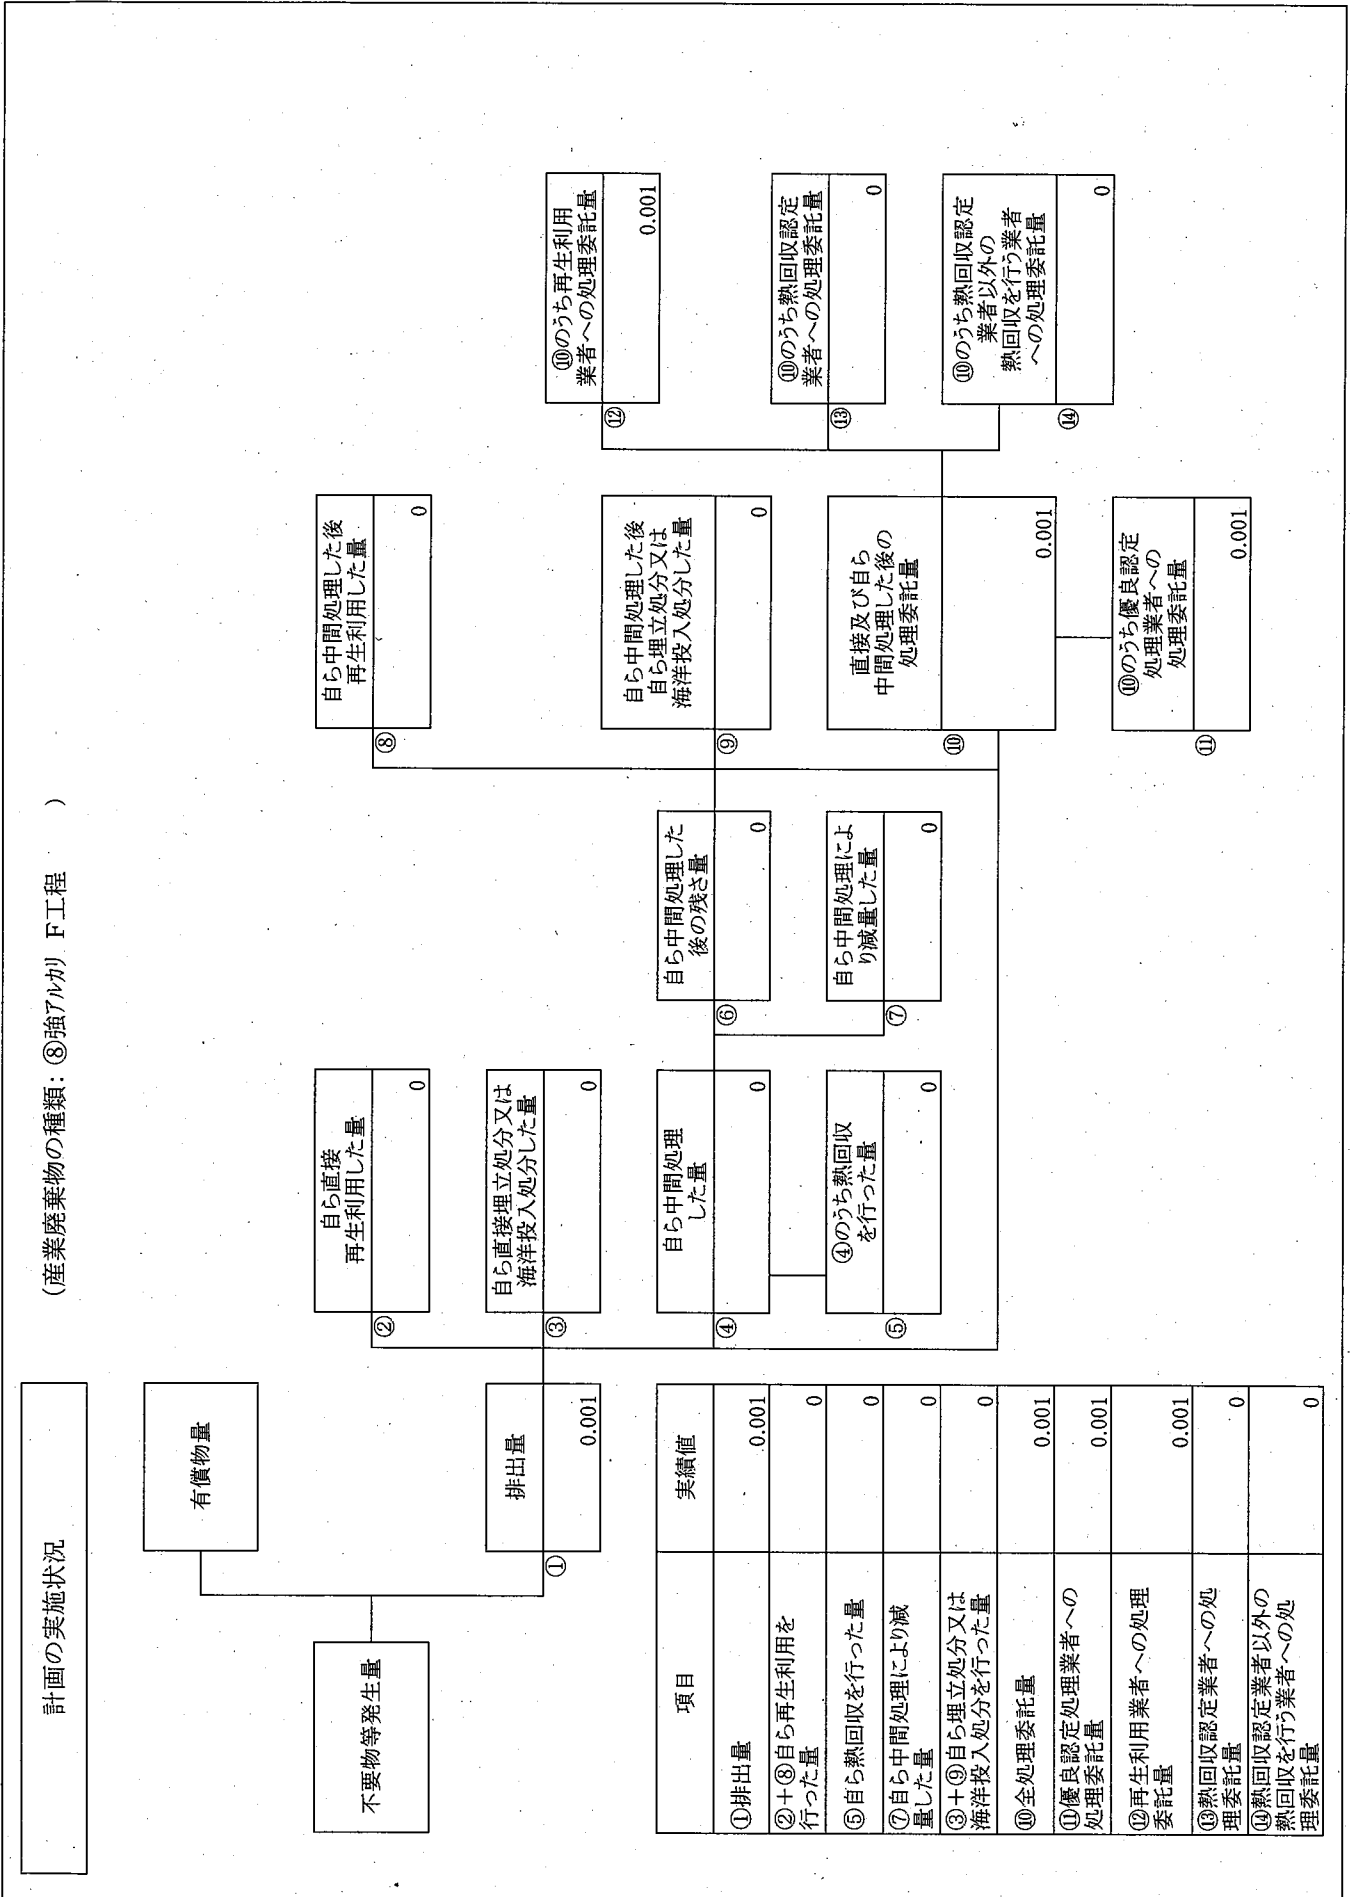 計画の実施状況
(産業廃棄物の種類:⑧強アルカリ F工程 )
有償物量
不要物等発生量
排出量
①
0.001
自ら直接
再生利用した量
②
0
自ら直接埋立処分又は
海洋投入処分した量
③
0
自ら中間処理
した量
④
0
④のうち熱回収
を行った量
⑤
0
自ら中間処理した
後の残さ量
⑥
0
自ら中間処理によ
り減量した量
⑦
0
自ら中間処理した後
再生利用した量
⑧
0
自ら中間処理した後
自ら埋立処分又は
海洋投入処分した量
⑨
0
直接及び自ら
中間処理した後の
処理委託量
⑩
0.001
⑩のうち優良認定
処理業者への
処理委託量
⑪
0.001
⑩のうち再生利用
業者への処理委託量
⑫
0.001
⑩のうち熱回収認定
業者への処理委託量
⑬
0
⑩のうち熱回収認定
業者以外の
熱回収を行う業者
への処理委託量
⑭
0
項目 実績値
①排出量 0.001
②+⑧自ら再生利用を
行った量 0
⑤自ら熱回収を行った量 0
⑦自ら中間処理により減
量した量 0
③+⑨自ら埋立処分又は
海洋投入処分を行った量 0
⑩全処理委託量 0.001
⑪優良認定処理業者への
処理委託量 0.001
⑫再生利用業者への処理
委託量 0.001
⑬熱回収認定業者への処
理委託量 0
⑭熱回収認定業者以外の
熱回収を行う業者への処
理委託量 0